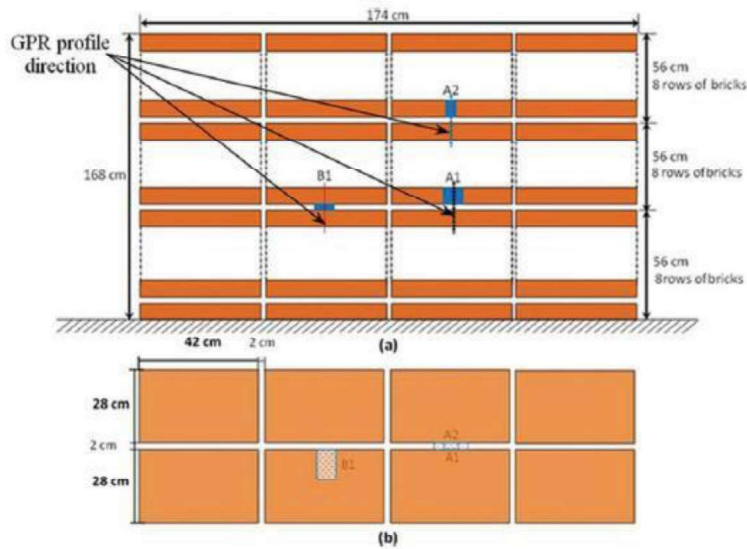 174 cm
GPR profile
direction
A2
56 cm
8 rows of bricks
168 cm
B1
A1
56 cm
8 rows of bricks
56 cm
8 rows of bricks
(a)
42 cm
2 cm
28 cm
2 cm
A2
A1
28 cm
B1
(b)